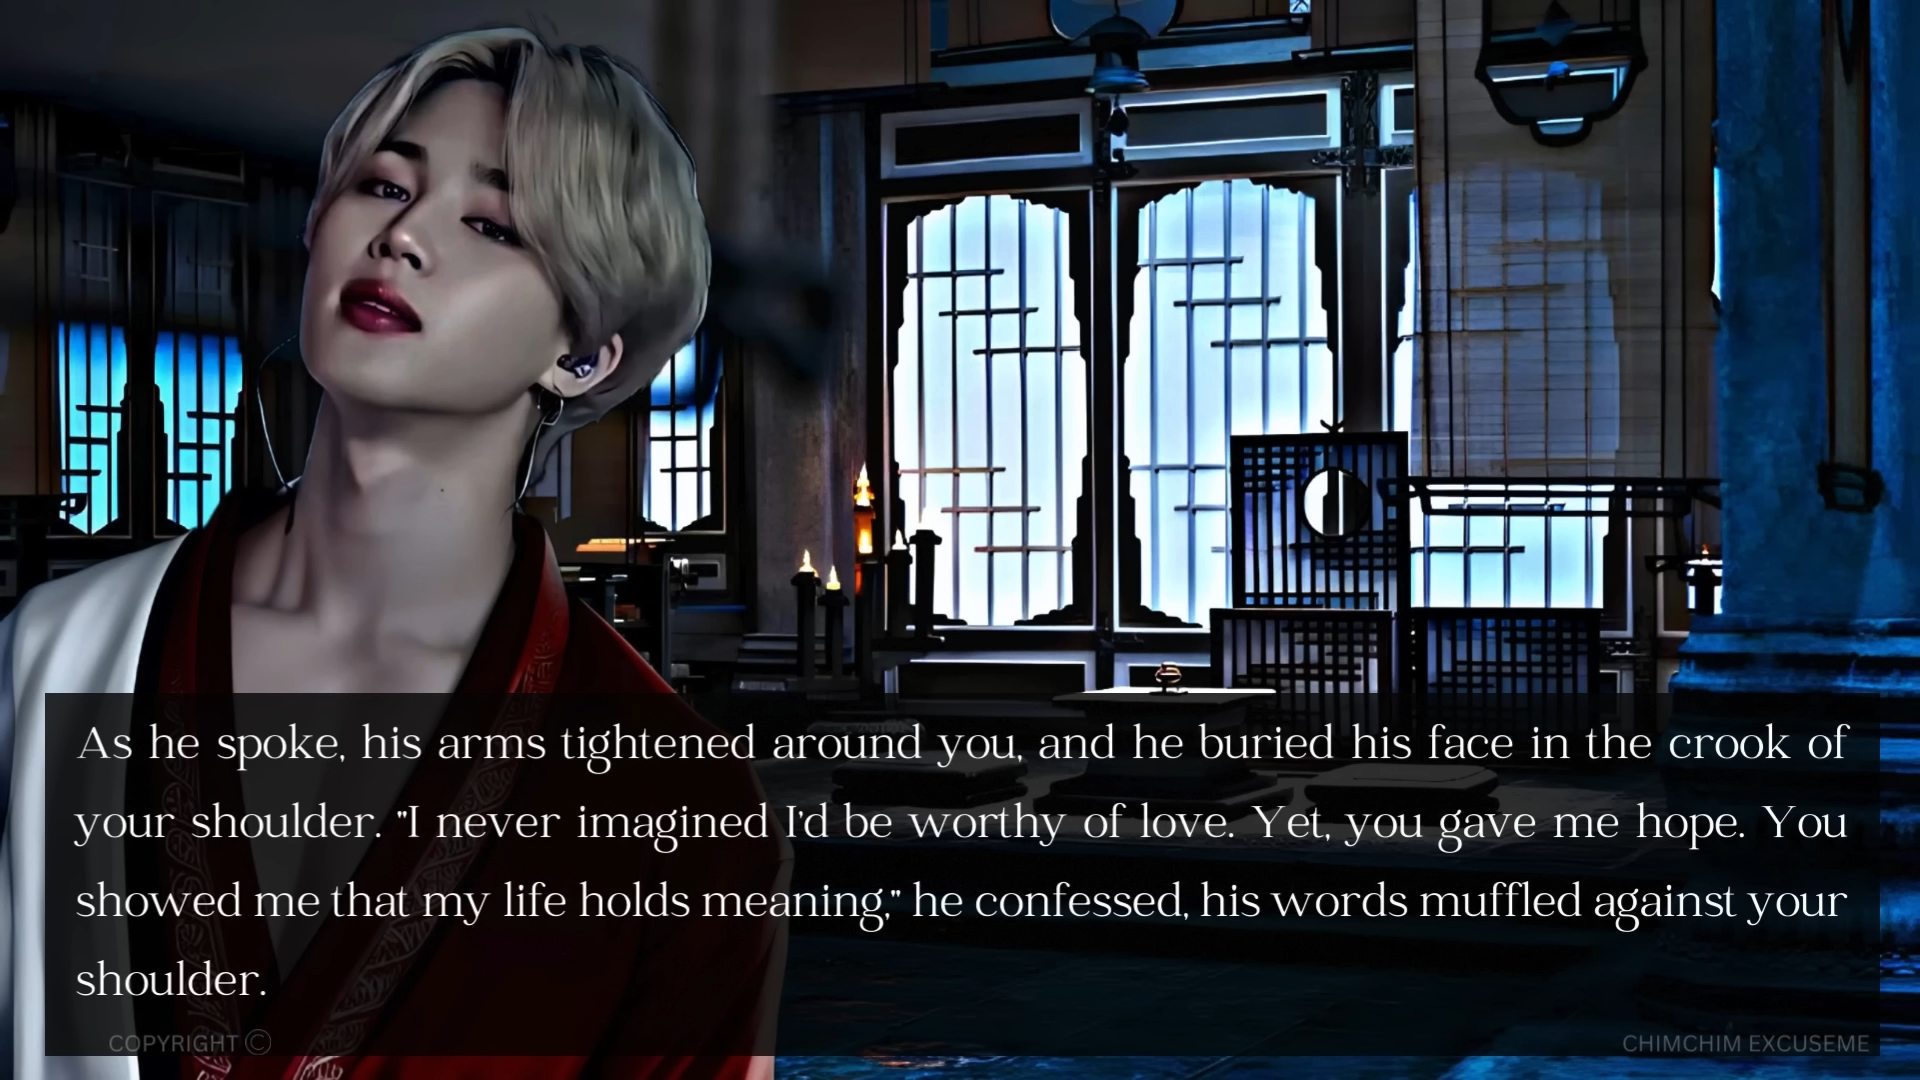 As he spoke, his arms tightened around you, and he buried his face in the crook of
your shoulder. "I never imagined I'd be worthy of love. Yet, you gave me hope. You
showed me that my life holds meaning," he confessed, his words muffled against your
shoulder.
COPYRIGHT ©
CHIMCHIM EXCUSEME